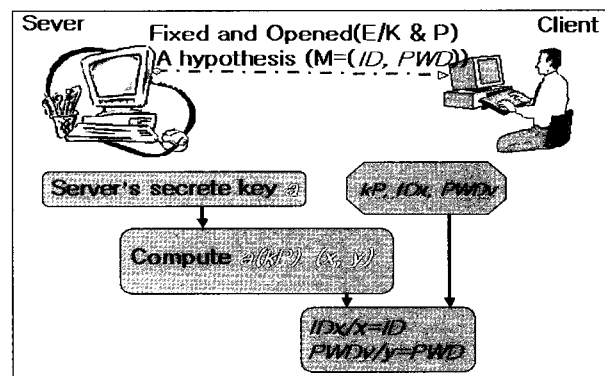 Sever
Client
Fixed and Opened(E/K & P)
A hypothesis (M=(ID, PWD))
Server's secrete key a
kP, IDx, PWDy
Compute a(kP) (x, y)
IDx/x=ID
PWDy/y=PWD